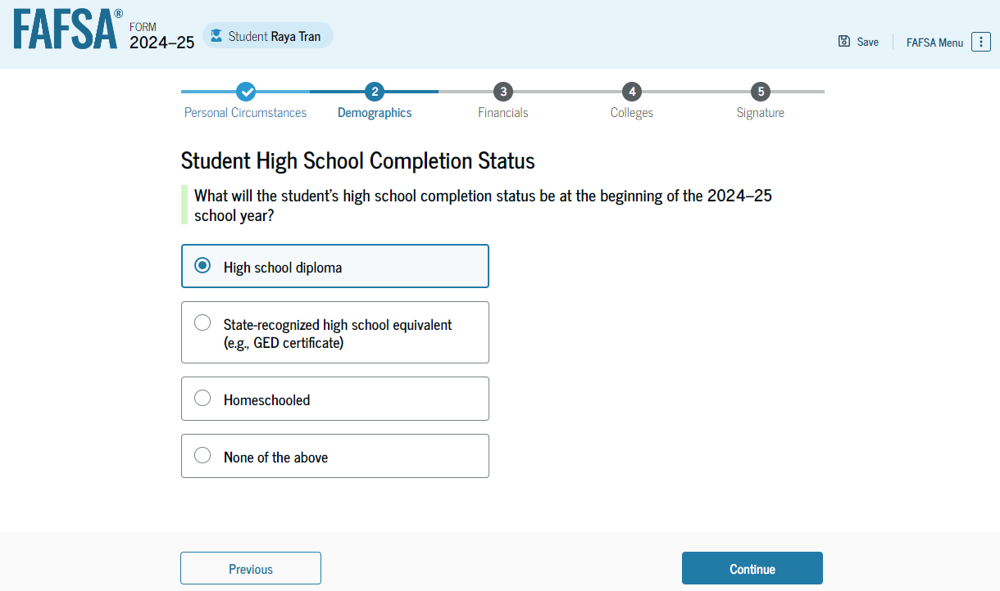 FAFSA®
FORM
2024–25
Student Raya Tran
Save
FAFSA Menu
2
3
4
5
Personal Circumstances
Demographics
Financials
Colleges
Signature
Student High School Completion Status
What will the student's high school completion status be at the beginning of the 2024–25
school year?
High school diploma
State-recognized high school equivalent
(e.g., GED certificate)
Homeschooled
None of the above
Previous
Continue